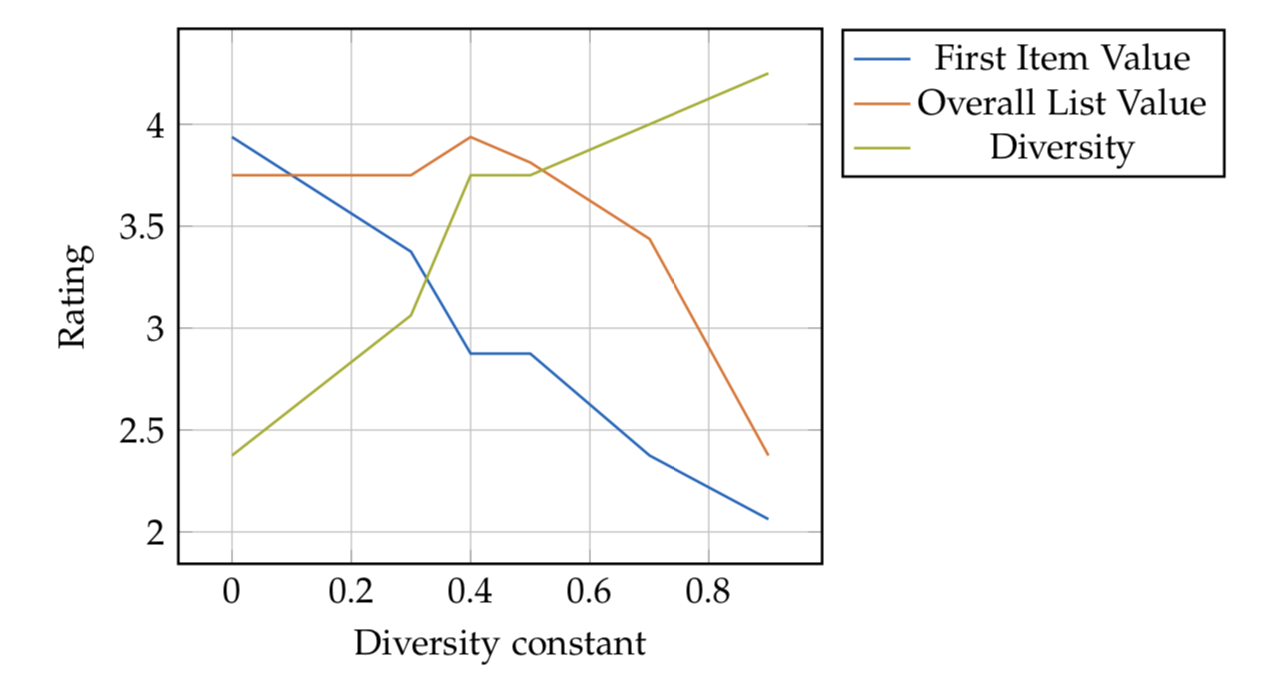 First Item Value
Overall List Value
Diversity
4
3.5
3
2.5
2
Rating
0 0.2 0.4 0.6 0.8
Diversity constant